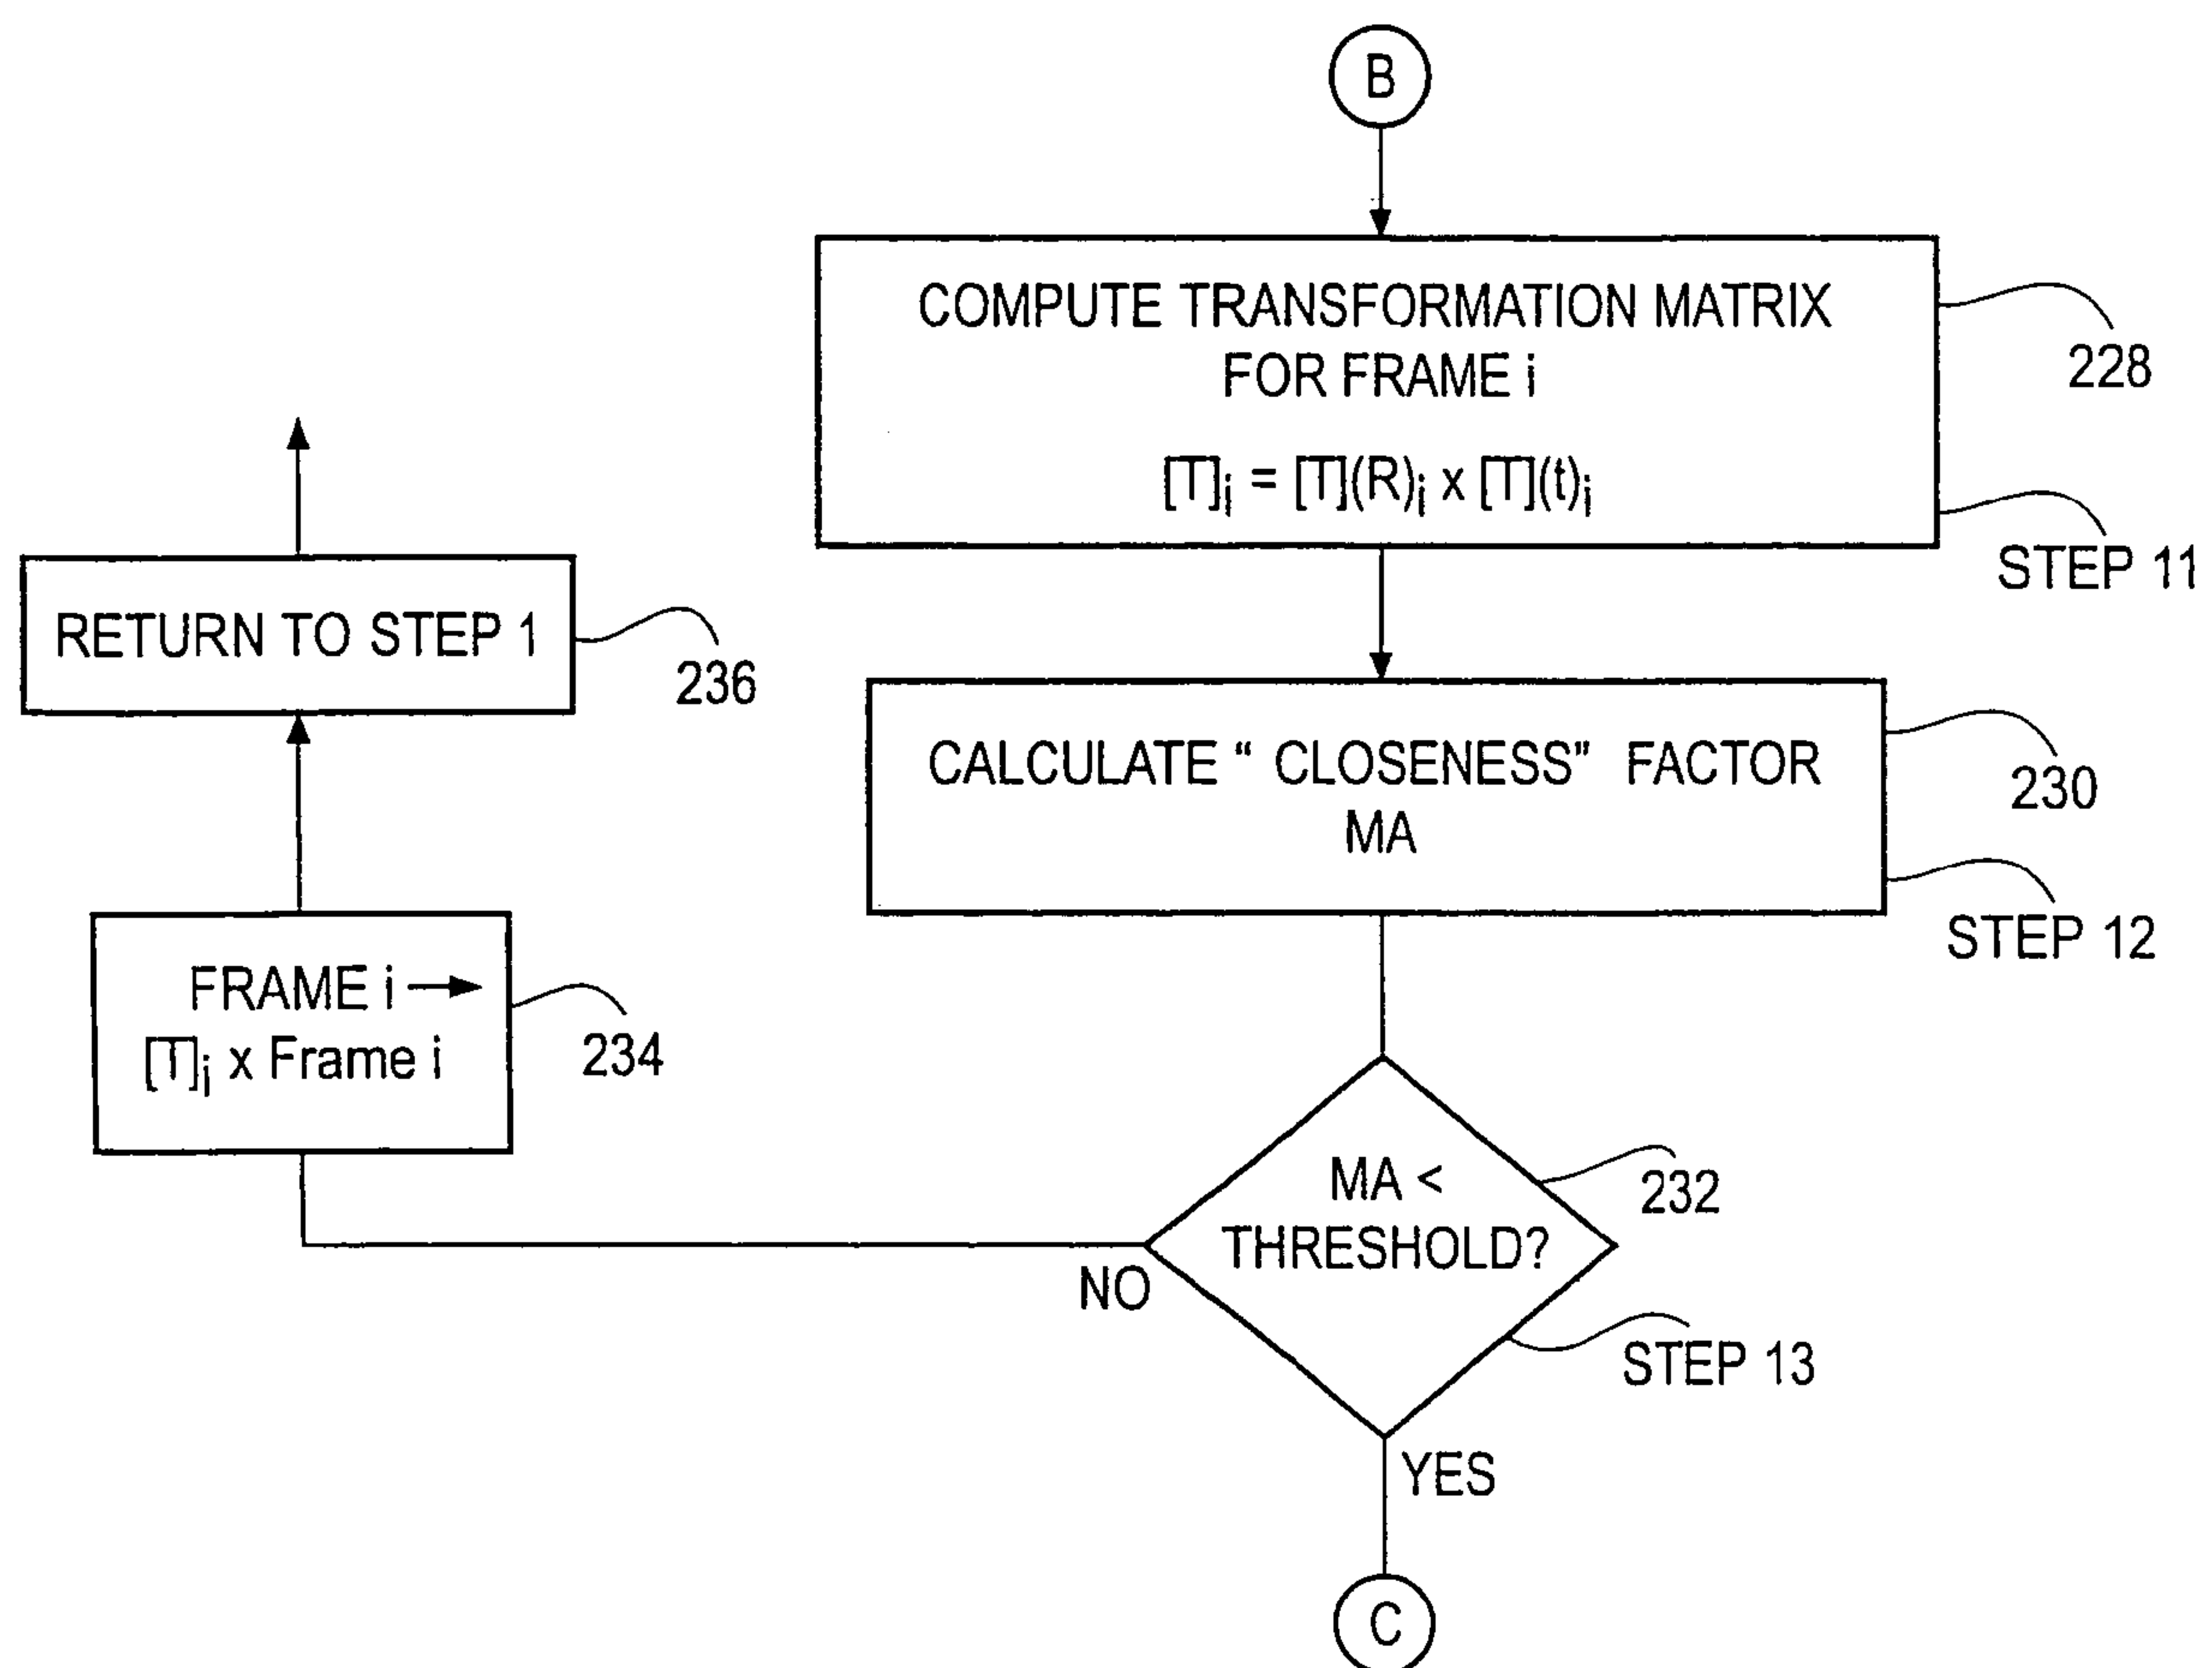 B
COMPUTE TRANSFORMATION MATRIX
FOR FRAME i
[T]i = [T](R)i x [T](t)i
228
STEP 11
RETURN TO STEP 1
236
CALCULATE “ CLOSENESS” FACTOR
MA
230
STEP 12
FRAME i →
[T]i x Frame i
234
MA <
THRESHOLD?
232
NO
STEP 13
YES
C